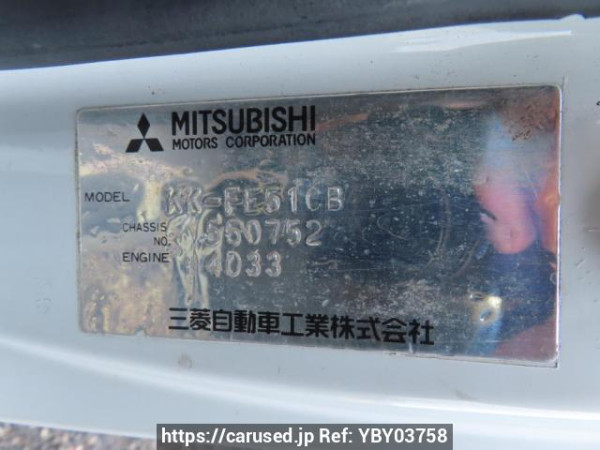 MITSUBISHI
MOTORS CORPORATION
MODEL KK-FE51CB
CHASSIS NO. 550752
ENGINE 4D33
三菱自動車工業株式会社
https://carused.jp Ref: YBY03758